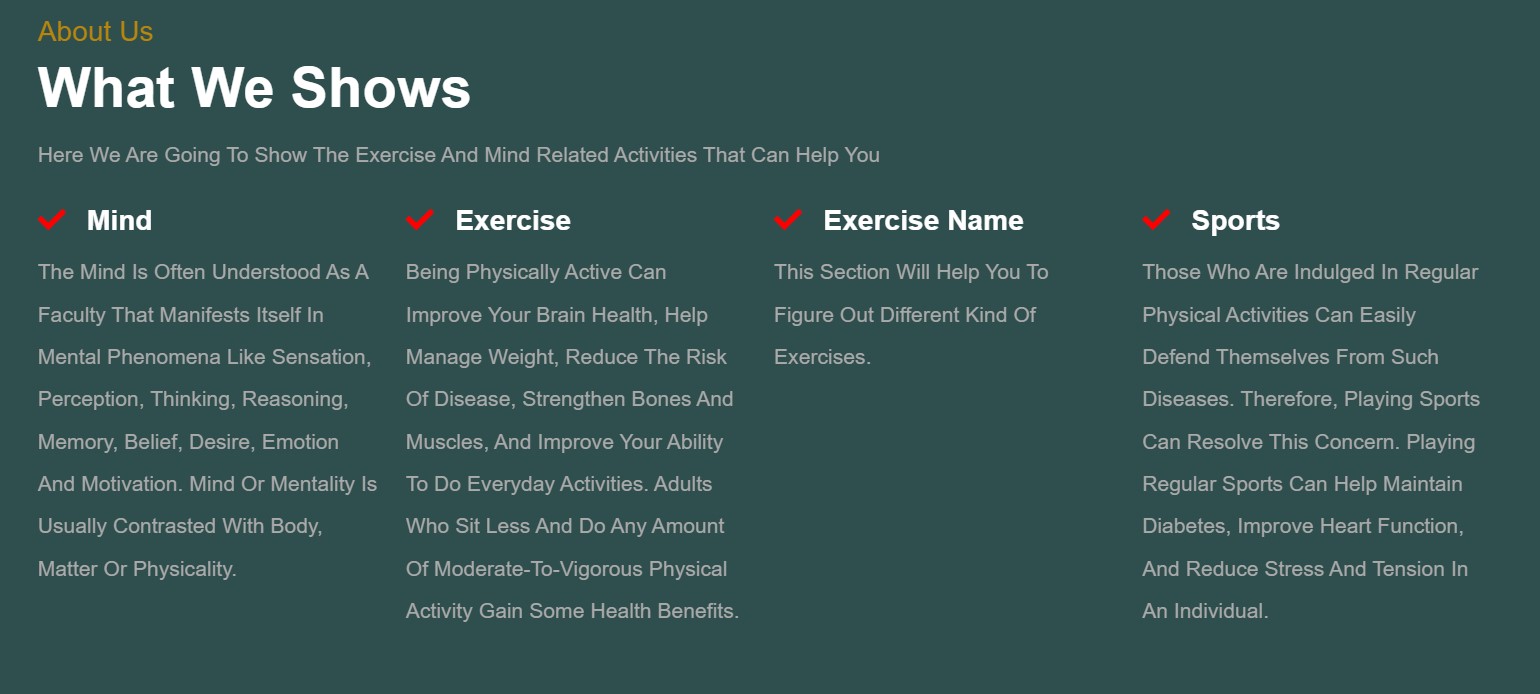 About Us
What We Shows
Here We Are Going To Show The Exercise And Mind Related Activities That Can Help You
Mind
The Mind Is Often Understood As A
Faculty That Manifests Itself In
Mental Phenomena Like Sensation,
Perception, Thinking, Reasoning,
Memory, Belief, Desire, Emotion
And Motivation. Mind Or Mentality Is
Usually Contrasted With Body,
Matter Or Physicality.
Exercise
Being Physically Active Can
Improve Your Brain Health, Help
Manage Weight, Reduce The Risk
Of Disease, Strengthen Bones And
Muscles, And Improve Your Ability
To Do Everyday Activities. Adults
Who Sit Less And Do Any Amount
Of Moderate-To-Vigorous Physical
Activity Gain Some Health Benefits.
Exercise Name
This Section Will Help You To
Figure Out Different Kind Of
Exercises.
Sports
Those Who Are Indulged In Regular
Physical Activities Can Easily
Defend Themselves From Such
Diseases. Therefore, Playing Sports
Can Resolve This Concern. Playing
Regular Sports Can Help Maintain
Diabetes, Improve Heart Function,
And Reduce Stress And Tension In
An Individual.